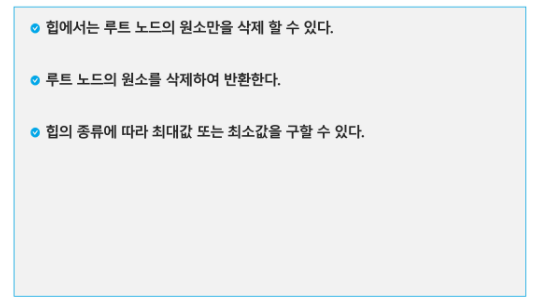 힙에서는 루트 노드의 원소만을 삭제 할 수 있다.
루트 노드의 원소를 삭제하여 반환한다.
힙의 종류에 따라 최대값 또는 최소값을 구할 수 있다.